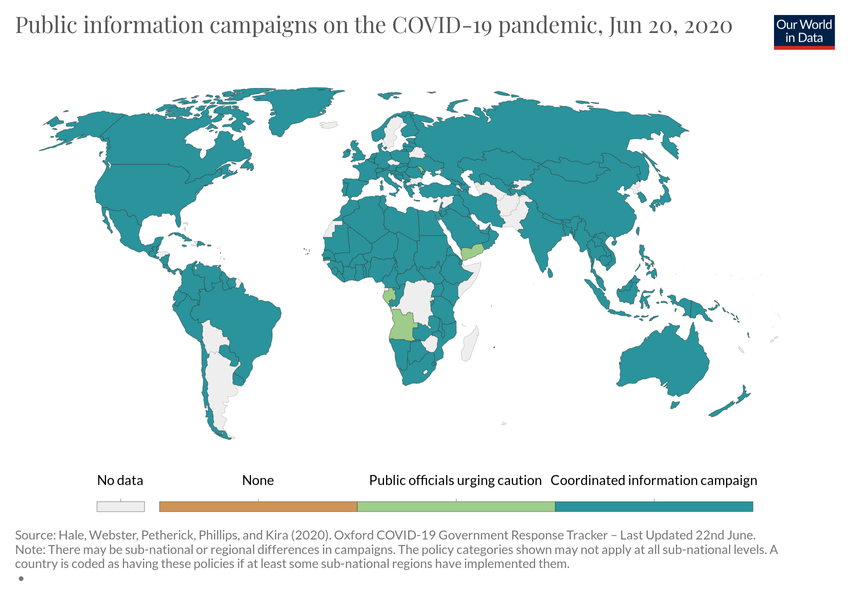 Public information campaigns on the COVID-19 pandemic, Jun 20, 2020
Our World
in Data
No data
None
Public officials urging caution
Coordinated information campaign
Source: Hale, Webster, Petherick, Phillips, and Kira (2020). Oxford COVID-19 Government Response Tracker – Last Updated 22nd June.
Note: There may be sub-national or regional differences in campaigns. The policy categories shown may not apply at all sub-national levels. A
country is coded as having these policies if at least some sub-national regions have implemented them.